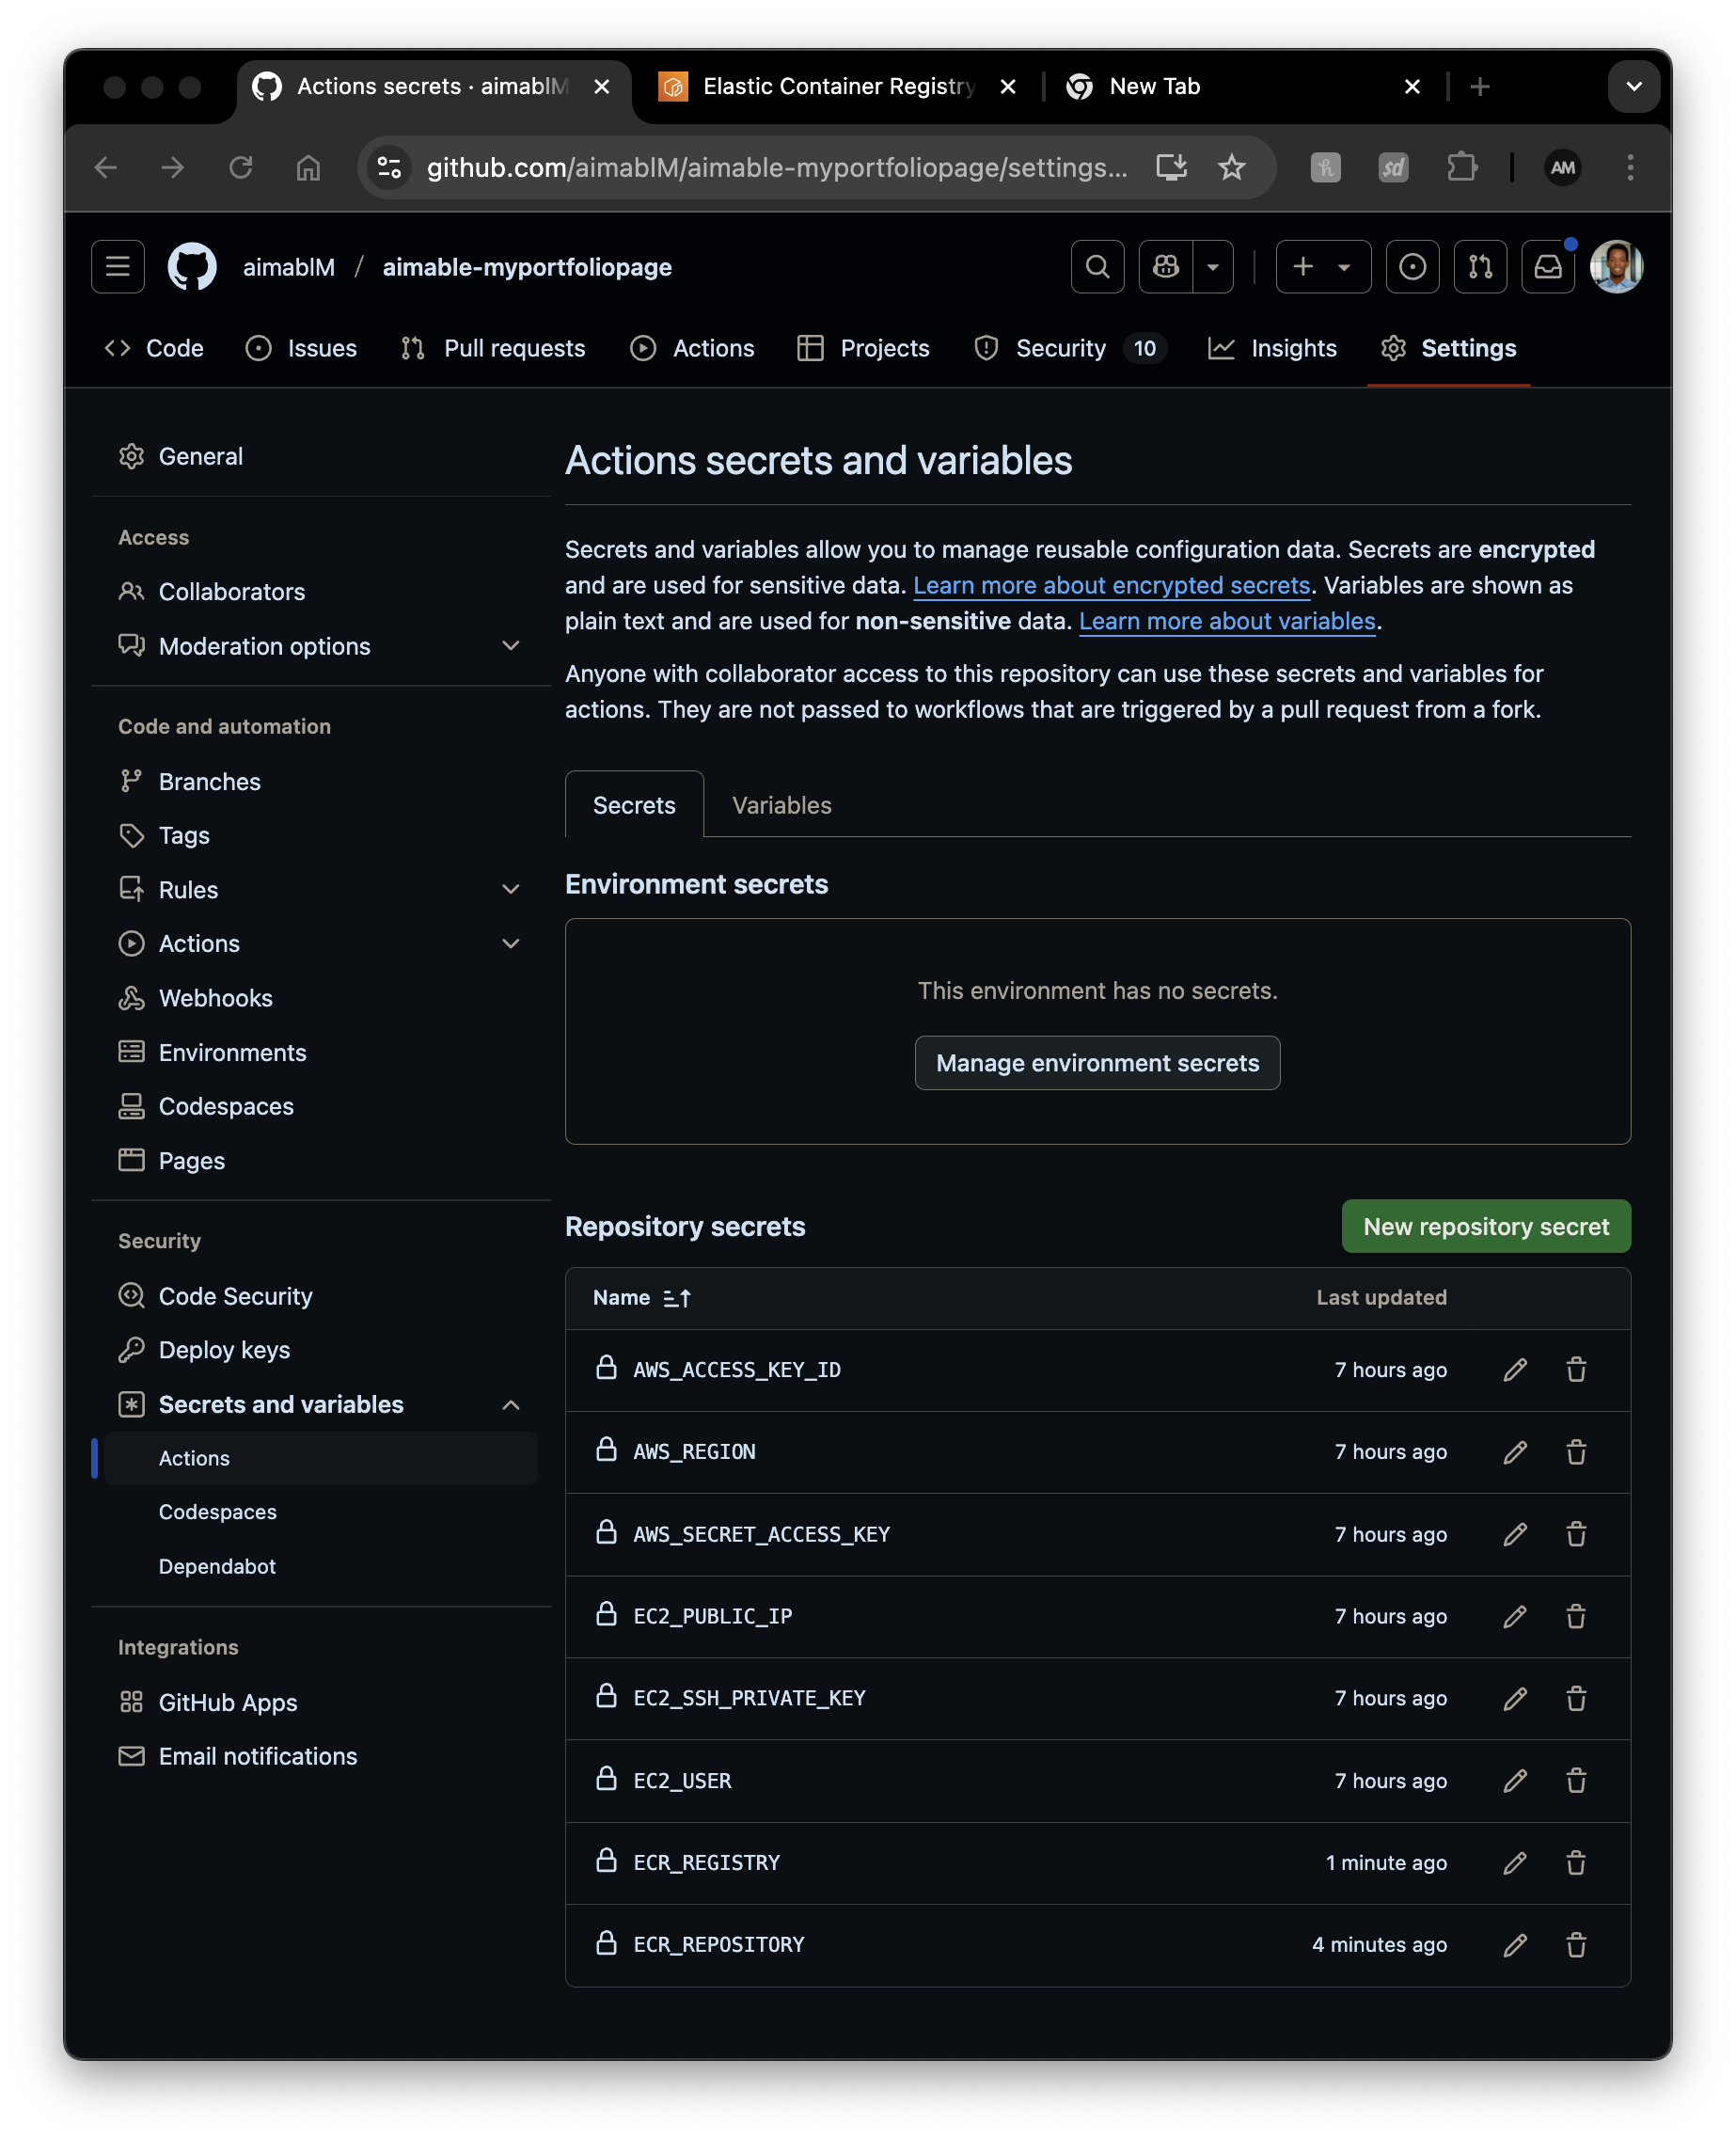 Actions secrets · aimablM
Elastic Container Registry
New Tab
github.com/aimablM/aimable-myportfoliopage/settings...
AM
aimablM / aimable-myportfoliopage
Code
Issues
Pull requests
Actions
Projects
Security 10
Insights
Settings
General
Access
Collaborators
Moderation options
Code and automation
Branches
Tags
Rules
Actions
Webhooks
Environments
Codespaces
Pages
Security
Code Security
Deploy keys
Secrets and variables
Actions
Codespaces
Dependabot
Integrations
GitHub Apps
Email notifications
Actions secrets and variables
Secrets and variables allow you to manage reusable configuration data. Secrets are encrypted
and are used for sensitive data. Learn more about encrypted secrets. Variables are shown as
plain text and are used for non-sensitive data. Learn more about variables.
Anyone with collaborator access to this repository can use these secrets and variables for
actions. They are not passed to workflows that are triggered by a pull request from a fork.
Secrets
Variables
Environment secrets
This environment has no secrets.
Manage environment secrets
Repository secrets
New repository secret
Name
Last updated
AWS_ACCESS_KEY_ID 7 hours ago
AWS_REGION 7 hours ago
AWS_SECRET_ACCESS_KEY 7 hours ago
EC2_PUBLIC_IP 7 hours ago
EC2_SSH_PRIVATE_KEY 7 hours ago
EC2_USER 7 hours ago
ECR_REGISTRY 1 minute ago
ECR_REPOSITORY 4 minutes ago